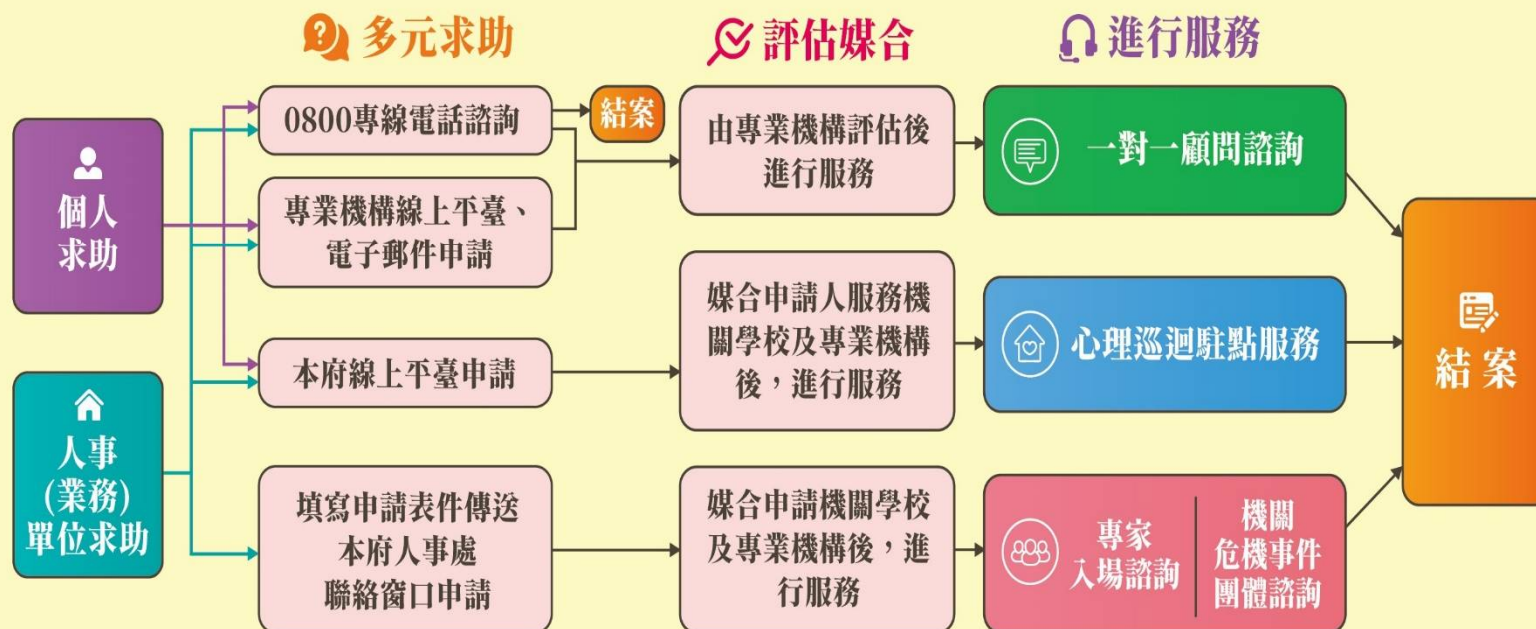 多元求助
評估媒合
進行服務
個人
求助
人事
(業務)
單位求助
0800專線電話諮詢
結案
專業機構線上平臺、
電子郵件申請
本府線上平臺申請
填寫申請表件傳送
本府人事處
聯絡窗口申請
由專業機構評估後
進行服務
媒合申請人服務機
關學校及專業機構
後，進行服務
媒合申請機關學校
及專業機構後，進
行服務
一對一顧問諮詢
心理巡迴駐點服務
專家
入場諮詢
機關
危機事件
團體諮詢
結案